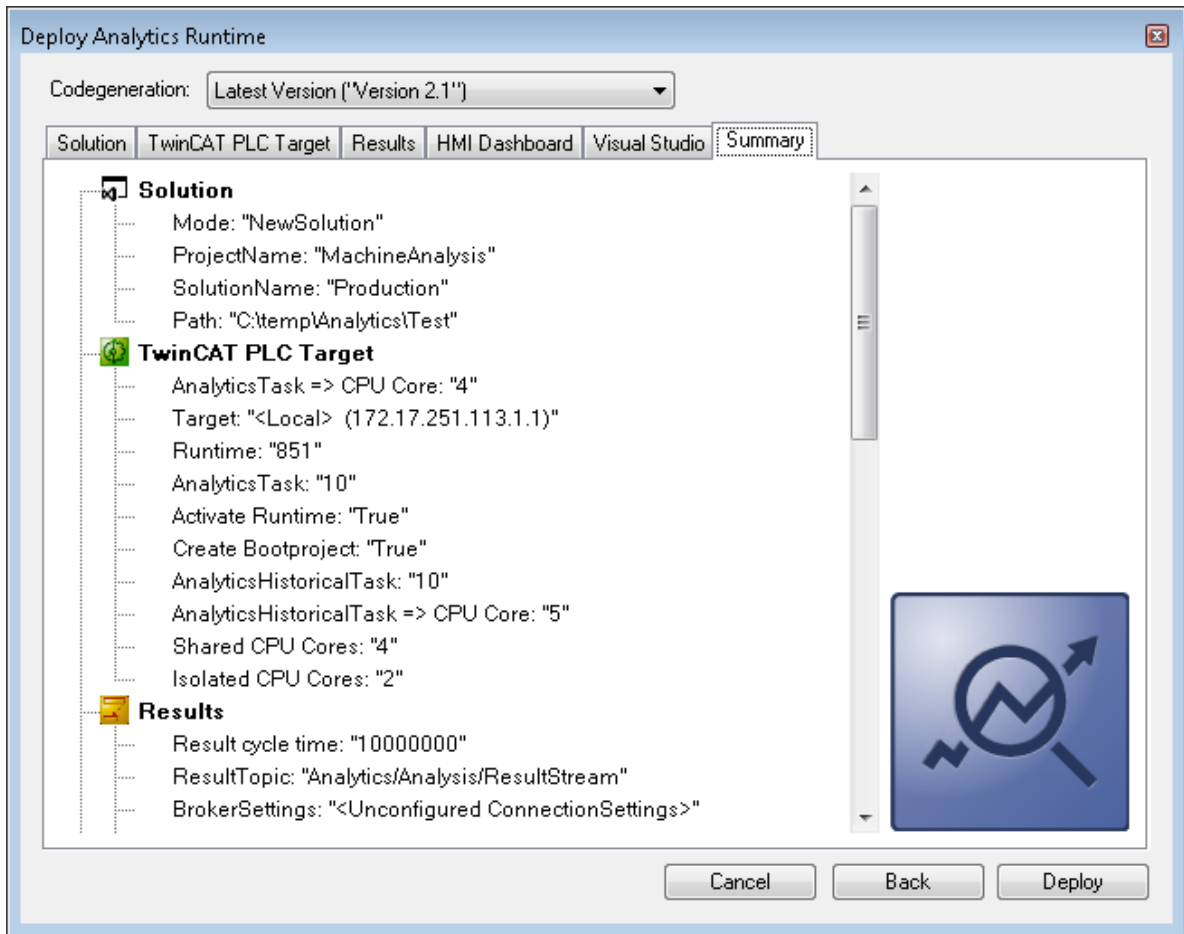 Deploy Analytics Runtime
Codegeneration: Latest Version ("Version 2.1")
Solution TwinCAT PLC Target Results HMI Dashboard Visual Studio Summary
Solution
Mode: "NewSolution"
ProjectName: "MachineAnalysis"
SolutionName: "Production"
Path: "C:\temp\Analytics\Test"
TwinCAT PLC Target
AnalyticsTask => CPU Core: "4"
Target: "<Local> (172.17.251.113.1.1)"
Runtime: "851"
AnalyticsTask: "10"
Activate Runtime: "True"
Create Bootproject: "True"
AnalyticsHistoricalTask: "10"
AnalyticsHistoricalTask => CPU Core: "5"
Shared CPU Cores: "4"
Isolated CPU Cores: "2"
Results
Result cycle time: "10000000"
ResultTopic: "Analytics/Analysis/ResultStream"
BrokerSettings: "<Unconfigured ConnectionSettings>"
Cancel Back Deploy